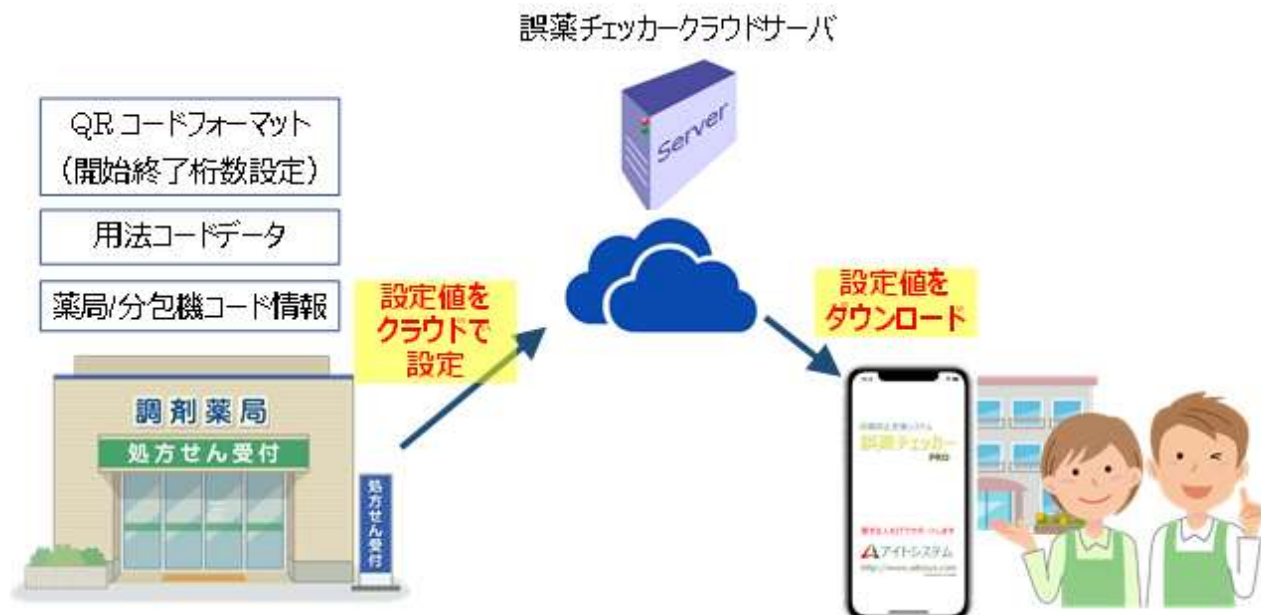 誤薬チェッカークラウドサーバ
Server
QRコードフォーマット
(開始終了桁数設定)
用法コードデータ
薬局/分包機コード情報
設定値を
クラウドで
設定
設定値を
ダウンロード
調剤薬局
処方せん受付
処方せん受付
誤薬チェッカー
PRO
アイトシステム